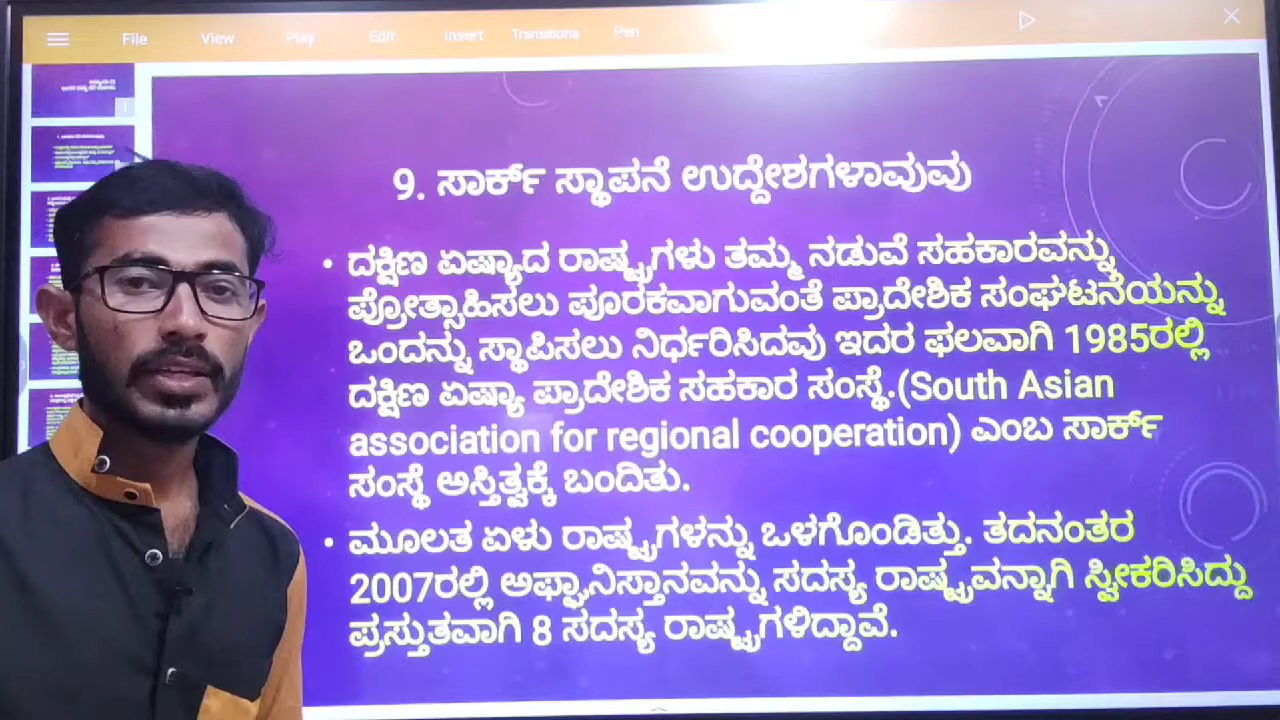 File View Play Edit Insert Transitions Pen
9. ಸಾರ್ಕ್ ಸ್ಥಾಪನೆ ಉದ್ದೇಶಗಳಾವುವು
• ದಕ್ಷಿಣ ಏಷ್ಯಾದ ರಾಷ್ಟ್ರಗಳು ತಮ್ಮ ನಡುವೆ ಸಹಕಾರವನ್ನು
ಪ್ರೋತ್ಸಾಹಿಸಲು ಪೂರಕವಾಗುವಂತೆ ಪ್ರಾದೇಶಿಕ ಸಂಘಟನೆಯನ್ನು
ಒಂದನ್ನು ಸ್ಥಾಪಿಸಲು ನಿರ್ಧರಿಸಿದವು ಇದರ ಫಲವಾಗಿ 1985ರಲ್ಲಿ
ದಕ್ಷಿಣ ಏಷ್ಯಾ ಪ್ರಾದೇಶಿಕ ಸಹಕಾರ ಸಂಸ್ಥೆ.(South Asian
association for regional cooperation) ಎಂಬ ಸಾರ್ಕ್
ಸಂಸ್ಥೆ ಅಸ್ತಿತ್ವಕ್ಕೆ ಬಂದಿತು.
• ಮೂಲತ ಏಳು ರಾಷ್ಟ್ರಗಳನ್ನು ಒಳಗೊಂಡಿತ್ತು. ತದನಂತರ
2007ರಲ್ಲಿ ಅಫ್ಘಾನಿಸ್ತಾನವನ್ನು ಸದಸ್ಯ ರಾಷ್ಟ್ರವನ್ನಾಗಿ ಸ್ವೀಕರಿಸಿದ್ದು
ಪ್ರಸ್ತುತವಾಗಿ 8 ಸದಸ್ಯ ರಾಷ್ಟ್ರಗಳಿದ್ದಾವೆ.